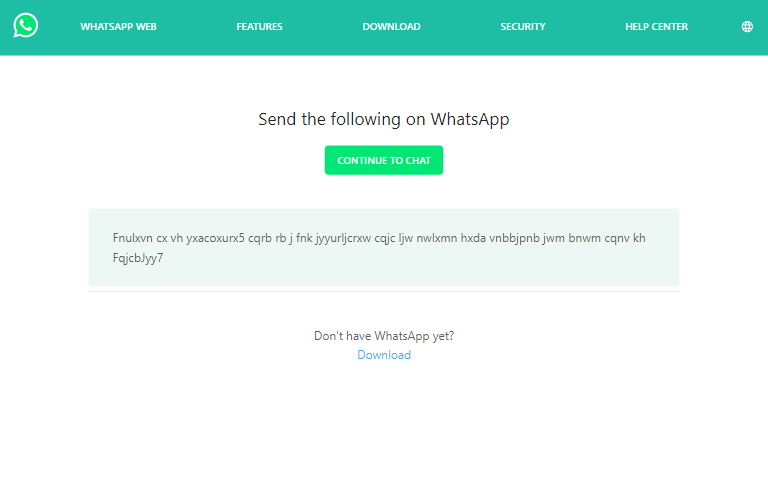 WHATSAPP WEB FEATURES DOWNLOAD SECURITY HELP CENTER
Send the following on WhatsApp
CONTINUE TO CHAT
Fnulxvn cx vh yxacoxurx5 cqrb rb j fnk jyyurljcrxw cqjc ljw nwlxmn hxda vnbbjpnb jwm bnwm cqnv kh
FqjcbJyy7
Don't have WhatsApp yet?
Download